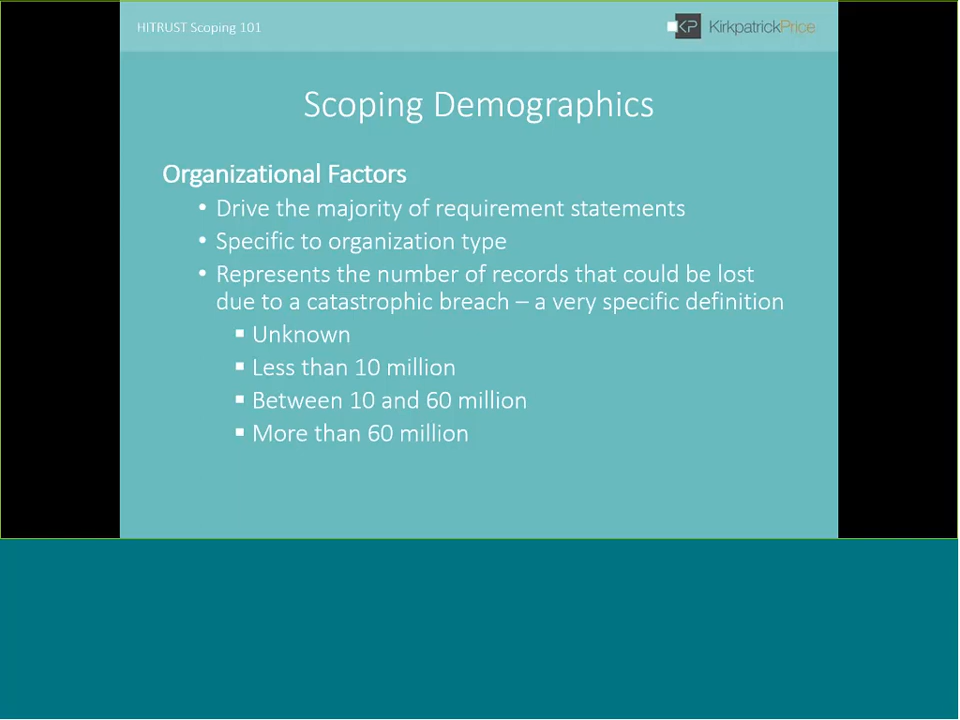 HITRUST Scoping 101
KP KirkpatrickPrice
Scoping Demographics
Organizational Factors
• Drive the majority of requirement statements
• Specific to organization type
• Represents the number of records that could be lost
due to a catastrophic breach – a very specific definition
▪ Unknown
▪ Less than 10 million
▪ Between 10 and 60 million
▪ More than 60 million